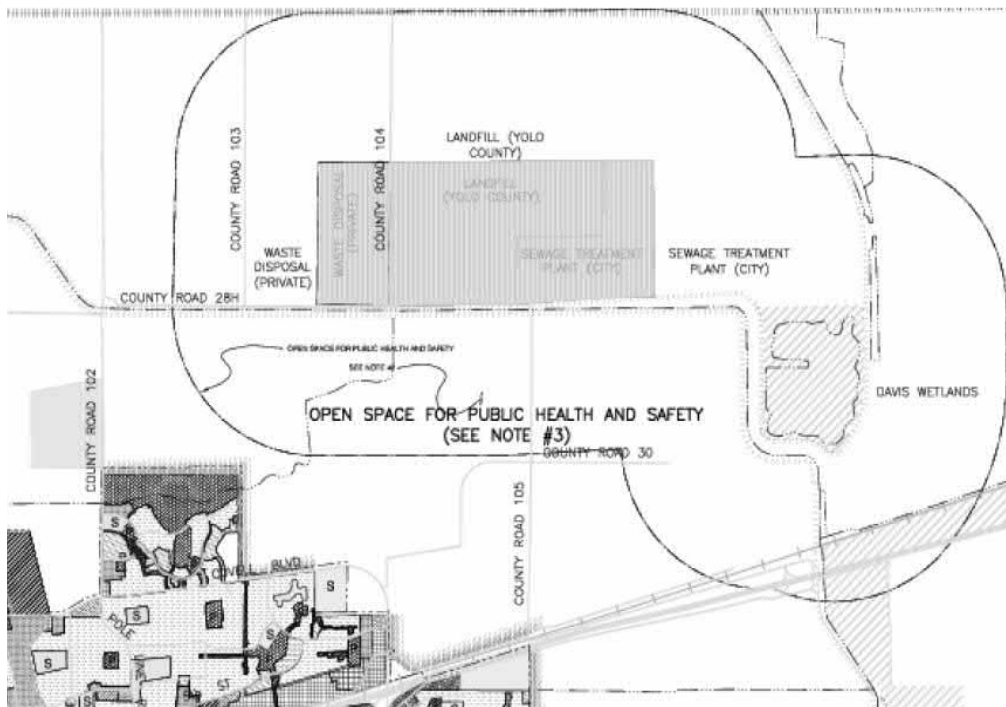 LANDFILL (YOLO
COUNTY)
COUNTY ROAD 103
COUNTY ROAD 104
LANDFILL
(YOLO COUNTY)
WASTE DISPOSAL
(PRIVATE)
WASTE
DISPOSAL
(PRIVATE)
SEWAGE TREATMENT
PLANT (CITY)
SEWAGE TREATMENT
PLANT (CITY)
COUNTY ROAD 28H
OPEN SPACE FOR PUBLIC HEALTH AND SAFETY
SEE NOTE
COUNTY ROAD 102
DAVIS WETLANDS
OPEN SPACE FOR PUBLIC HEALTH AND SAFETY
(SEE NOTE #3)
COUNTY ROAD 30
COUNTY ROAD 105
S
BLVD
S
S
POLE
S
S
ST